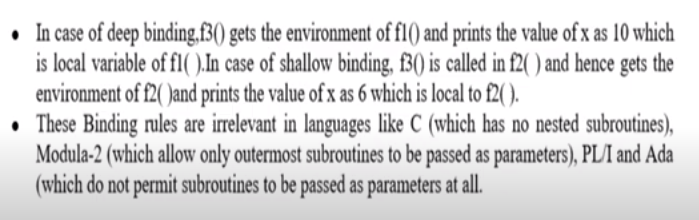 • In case of deep binding,f3() gets the environment of f1() and prints the value of x as 10 which
is local variable of f1( ).In case of shallow binding, f3() is called in f2( ) and hence gets the
environment of f2( )and prints the value of x as 6 which is local to f2( ).
• These Binding rules are irrelevant in languages like C (which has no nested subroutines),
Modula-2 (which allow only outermost subroutines to be passed as parameters), PL/I and Ada
(which do not permit subroutines to be passed as parameters at all.